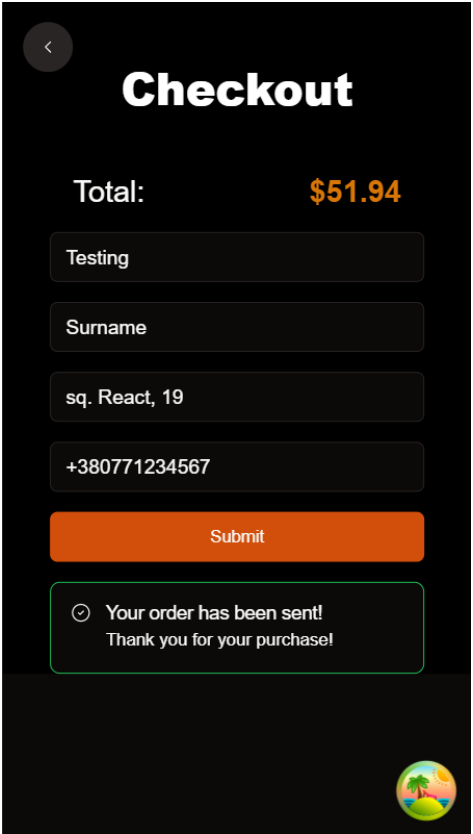 Checkout
Total: $51.94
Testing
Surname
sq. React, 19
+380771234567
Submit
Your order has been sent!
Thank you for your purchase!